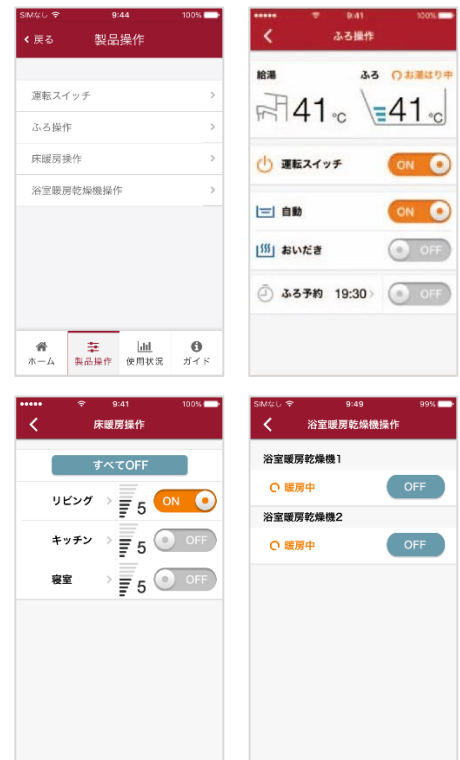 SIMなし 9:44 100%
戻る 製品操作
運転スイッチ
ふろ操作
床暖房操作
浴室暖房乾燥機操作
ホーム 製品操作 使用状況 ガイド
9:41 100%
ふろ操作
給湯 ふろ お湯はり中
41℃ 41℃
運転スイッチ ON
自動 ON
おいだき OFF
ふろ予約 19:30 OFF
9:41 100%
床暖房操作
すべてOFF
リビング 5 ON
キッチン 5 OFF
寝室 5 OFF
SIMなし 9:49 99%
浴室暖房乾燥機操作
浴室暖房乾燥機1
暖房中 OFF
浴室暖房乾燥機2
暖房中 OFF